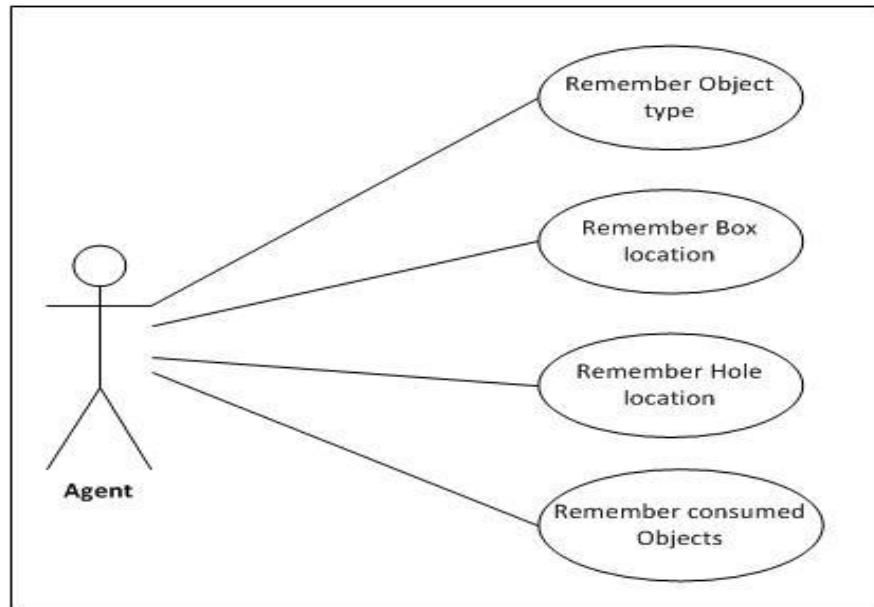 Remember Object
type
Remember Box
location
Remember Hole
location
Agent
Remember consumed
Objects